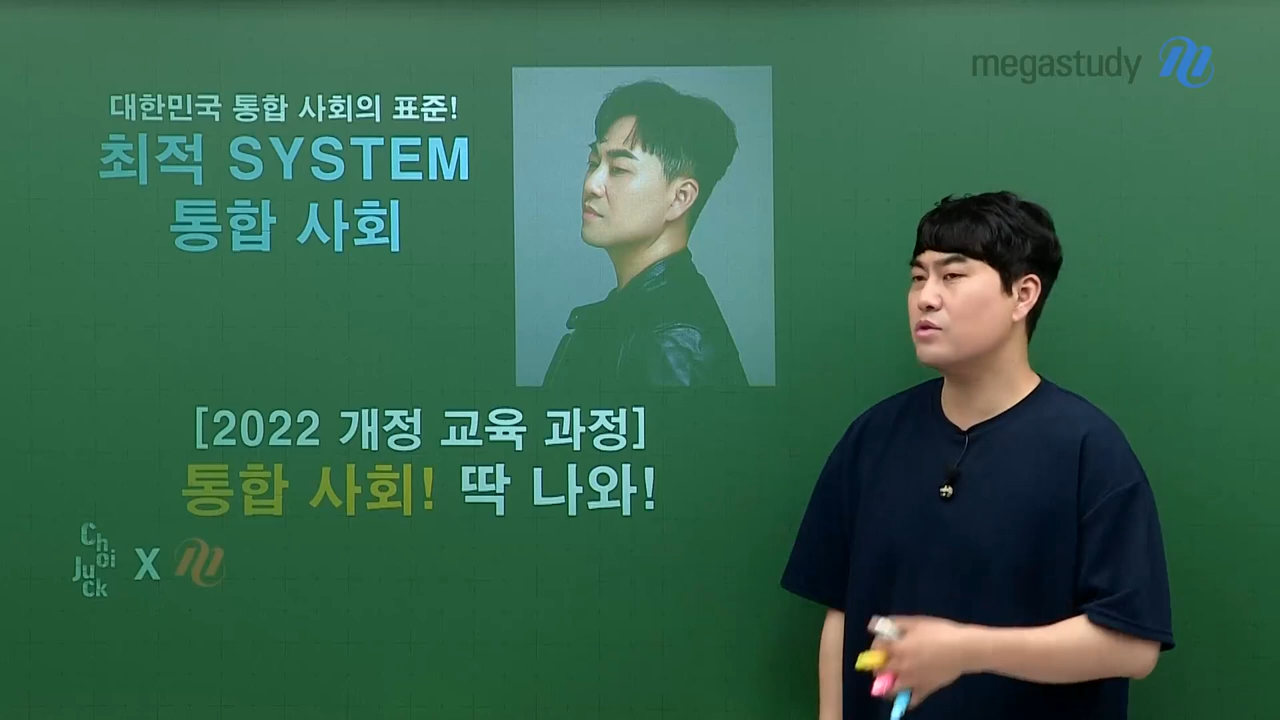 megastudy
대한민국 통합 사회의 표준!
최적 SYSTEM
통합 사회
[2022 개정 교육 과정]
통합 사회! 딱 나와!
Choi
Juck
X